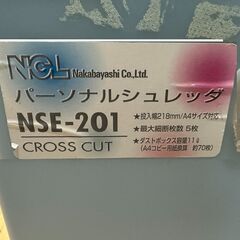 NCL
Nakabayashi Co.,Ltd.
パーソナルシュレッダ
NSE-201
CROSS CUT
★投入幅218mm/A4サイズ対応
★最大細断枚数 5枚
★ダストボックス容量11ℓ
(A4コピー用紙換算 約70枚)